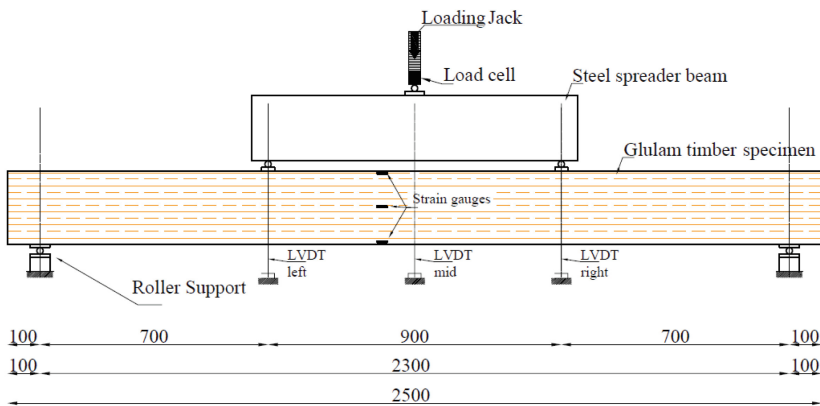 Loading Jack
Load cell
Steel spreader beam
Glulam timber specimen
Strain gauges
LVDT
left
LVDT
mid
LVDT
right
Roller Support
100 700 900 700 100
100 2300 100
2500